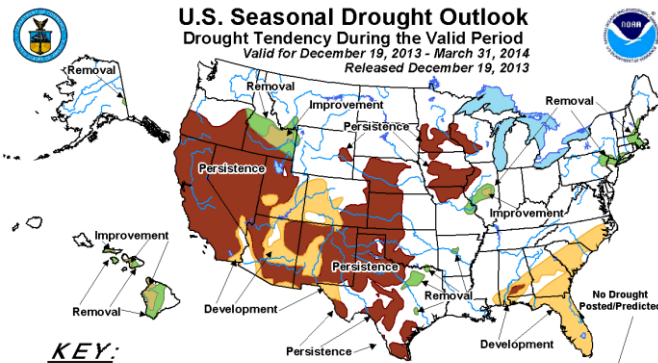 U.S. Seasonal Drought Outlook
Drought Tendency During the Valid Period
Valid for December 19, 2013 - March 31, 2014
Released December 19, 2013
NOAA
Removal
Removal
Improvement
Removal
Persistence
Persistence
Improvement
Improvement
Persistence
Removal
Removal
Development
No Drought
Posted/Predicted
Development
Persistence
KEY: